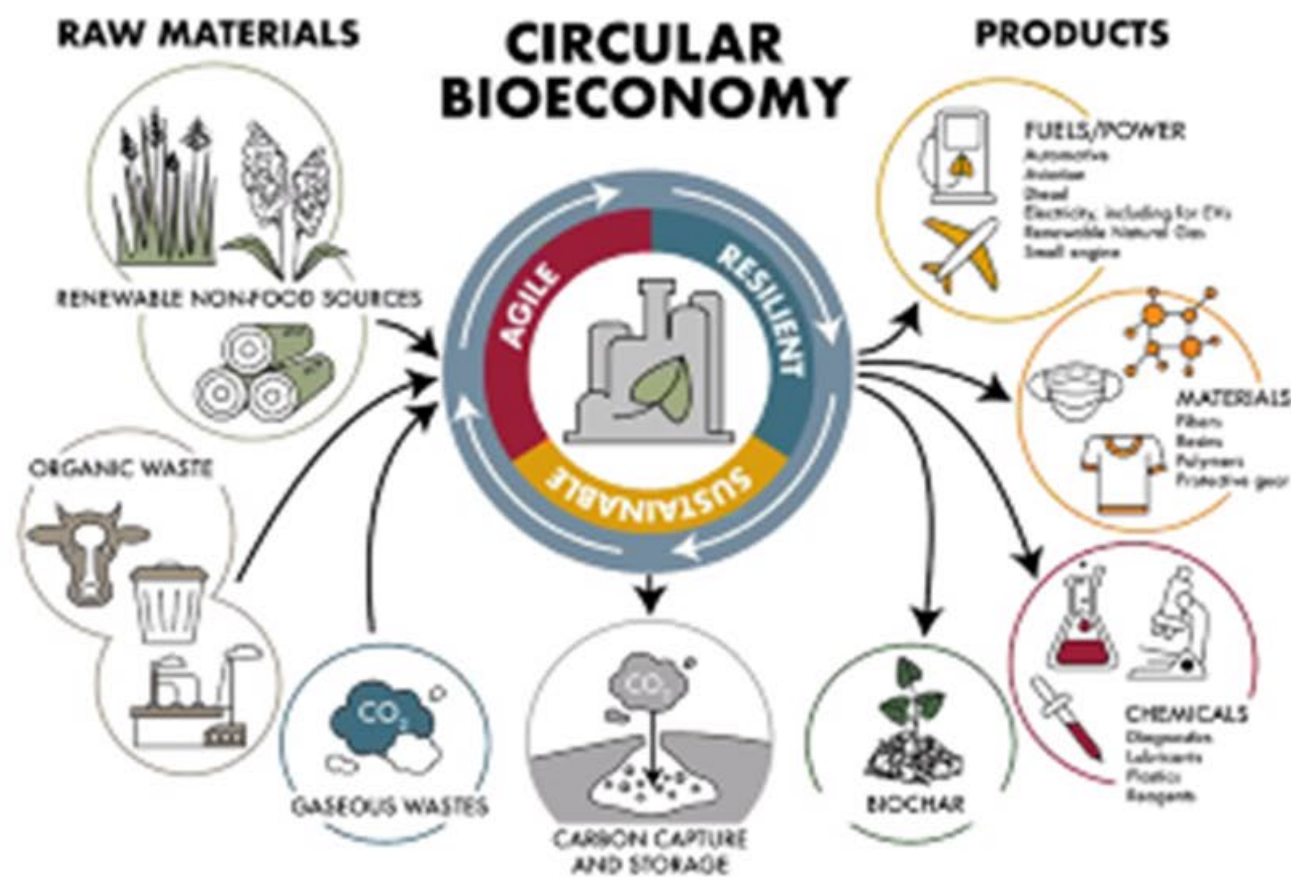 RAW MATERIALS
CIRCULAR
BIOECONOMY
PRODUCTS
RENEWABLE NON-FOOD SOURCES
ORGANIC WASTE
CO2
GASEOUS WASTES
AGILE
RESILIENT
SUSTAINABLE
CO2
CARBON CAPTURE
AND STORAGE
FUELS/POWER
Automotive
Aviation
Diesel
Electricity, including for EVs
Renewable Natural Gas
Small engine
MATERIALS
Fibers
Resins
Polymers
Protective gear
CHEMICALS
Diagnostics
Lubricants
Plastics
Reagents
BIOCHAR